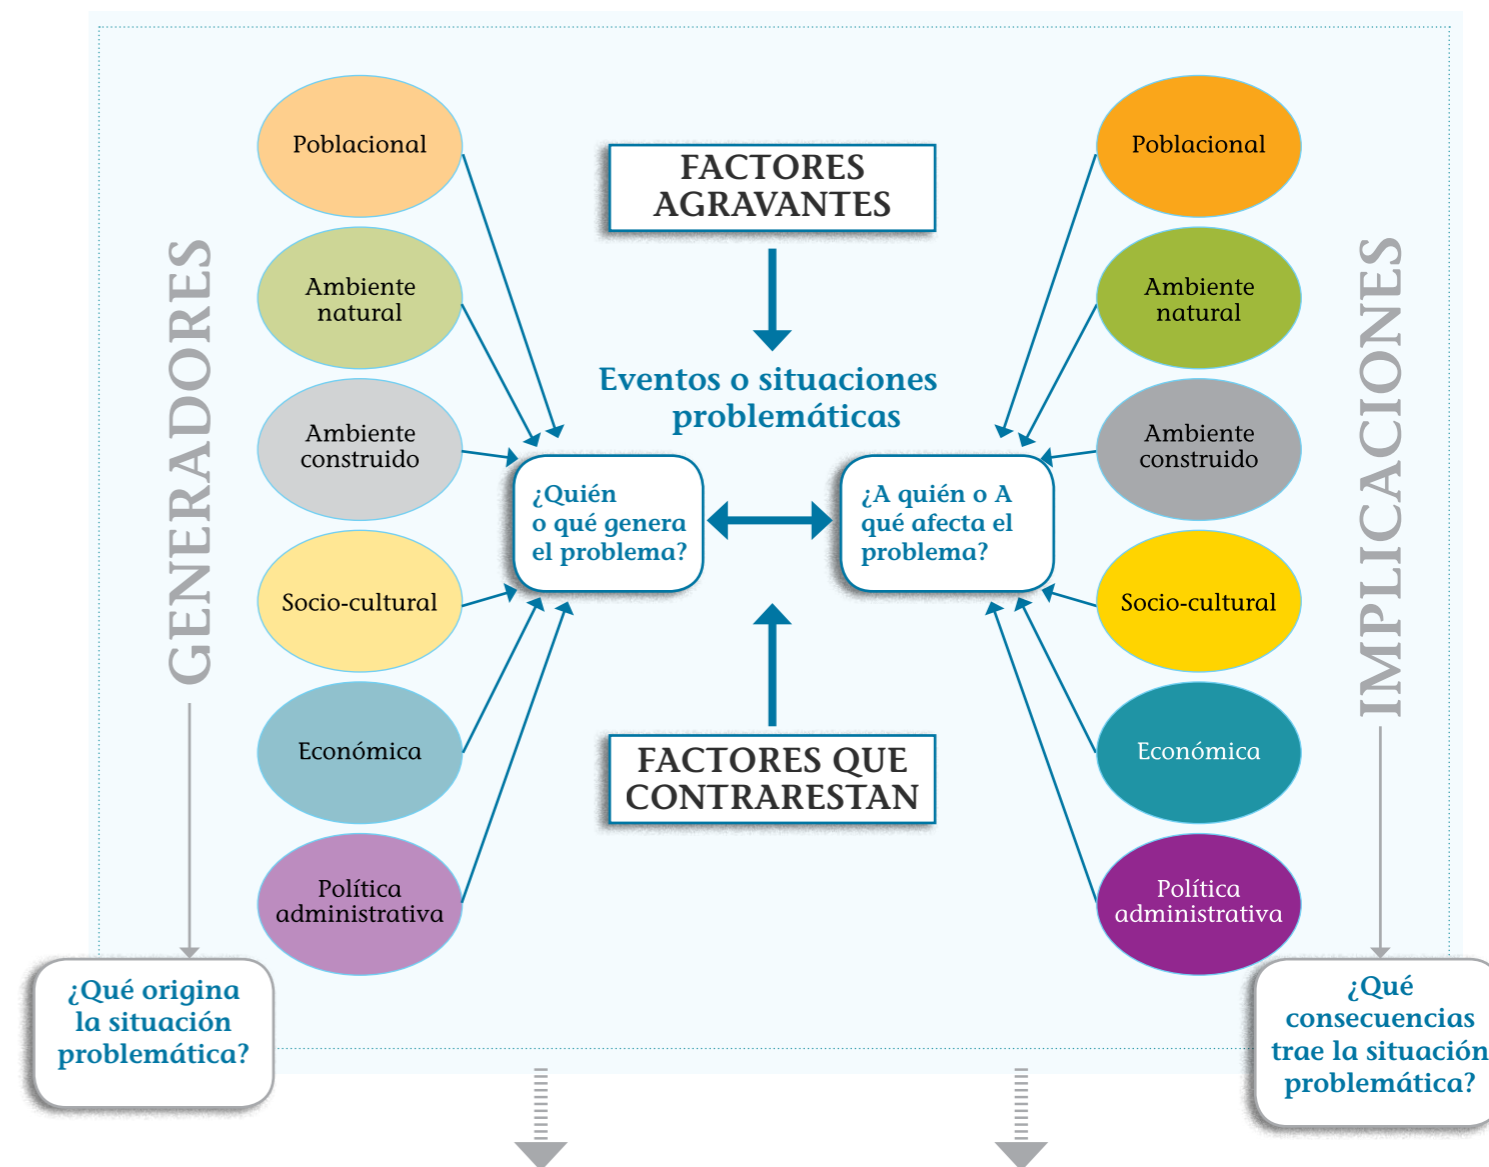 GENERADORES
Poblacional
Ambiente
natural
Ambiente
construido
Socio-cultural
Económica
Política
administrativa
¿Qué origina
la situación
problemática?
FACTORES
AGRAVANTES
Eventos o situaciones
problemáticas
¿Quién
o qué genera
el problema?
¿A quién o A
qué afecta el
problema?
FACTORES QUE
CONTRARESTAN
Poblacional
Ambiente
natural
Ambiente
construido
Socio-cultural
Económica
Política
administrativa
IMPLICACIONES
¿Qué
consecuencias
trae la situación
problemática?